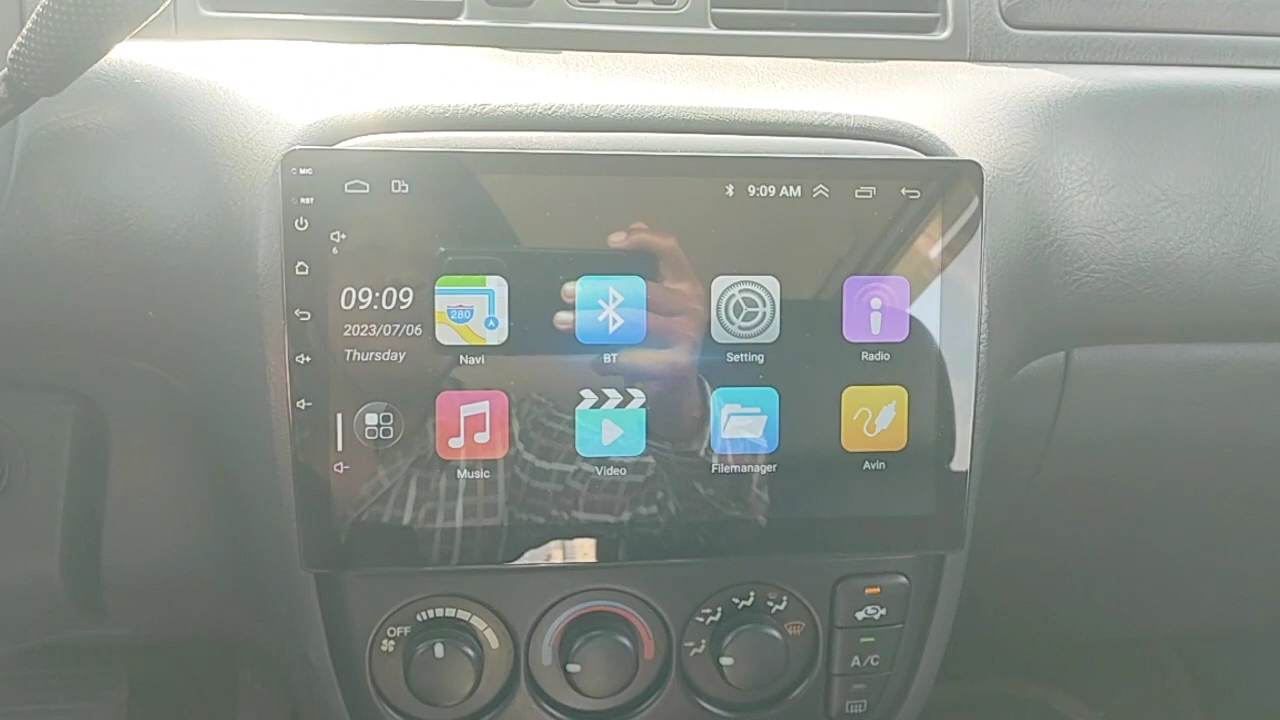 MIC
RST
9:09 AM
6
09:09
2023/07/06
Thursday
280
A
Navi
BT
Setting
Radio
Music
Video
Filemanager
Avin
OFF
A/C